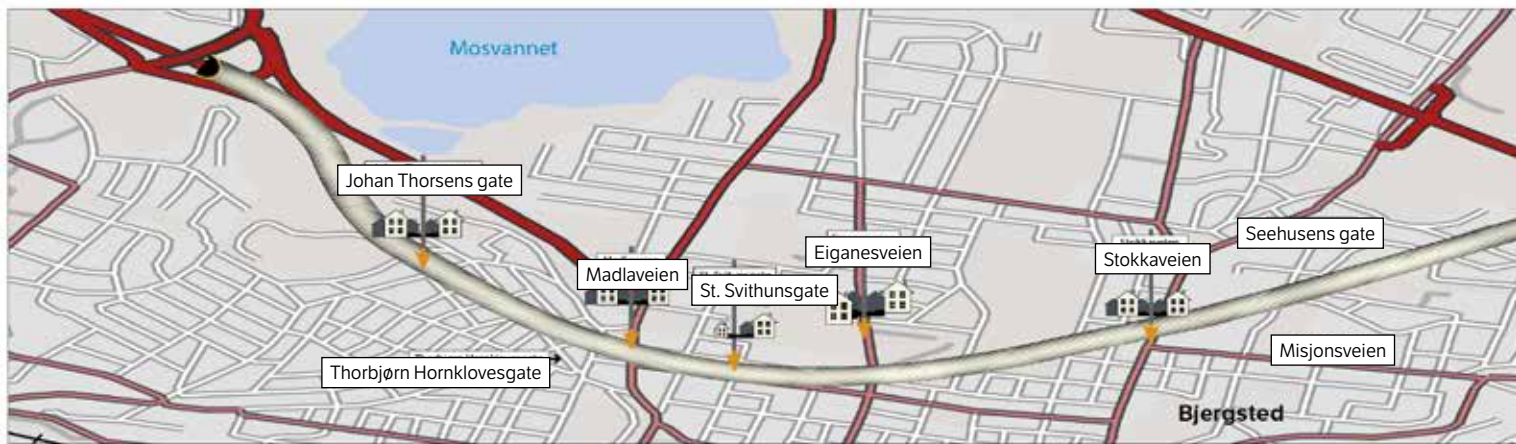 Mosvannet
Johan Thorsens gate
Madlaveien
St. Svithunsgate
Eiganesveien
Stokkaveien
Seehusens gate
Thorbjørn Hornklovesgate
Misjonsveien
Bjergsted